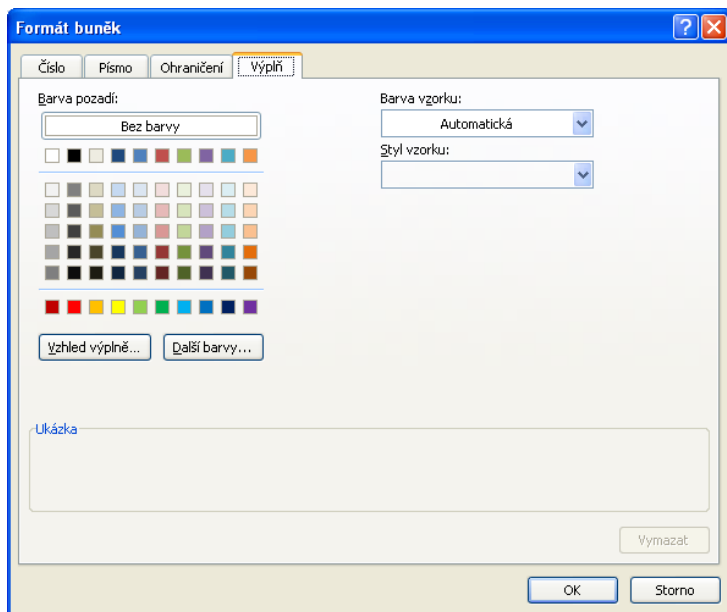 Formát buněk
Číslo Písmo Ohraničení Výplň
Barva pozadí:
Bez barvy
Barva vzorku:
Automatická
Styl vzorku:
Vzhled výplně... Další barvy...
Ukázka
Vymazat
OK Storno